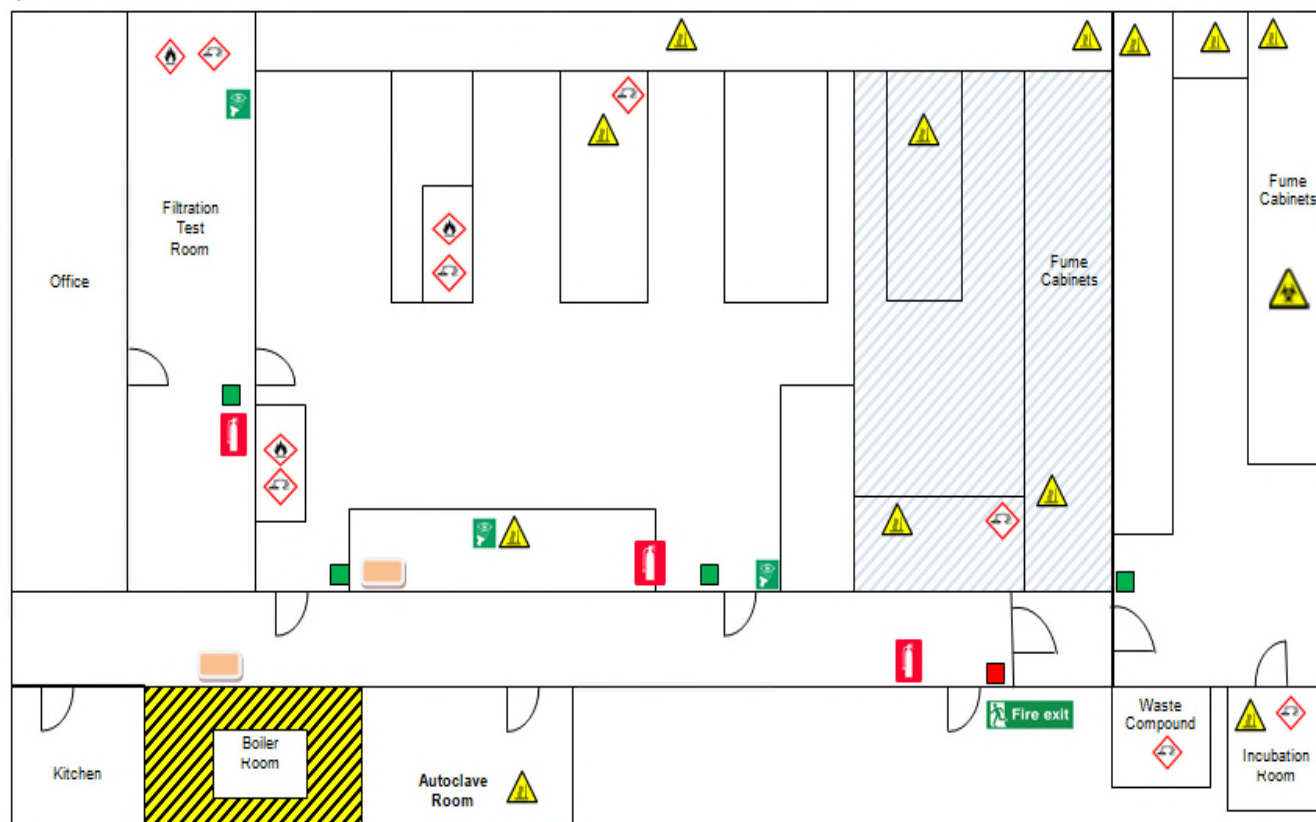 Filtration
Test
Room
Office
Fume
Cabinets
Fume
Cabinets
Fire exit
Kitchen
Boiler
Room
Autoclave
Room
Waste
Compound
Incubation
Room